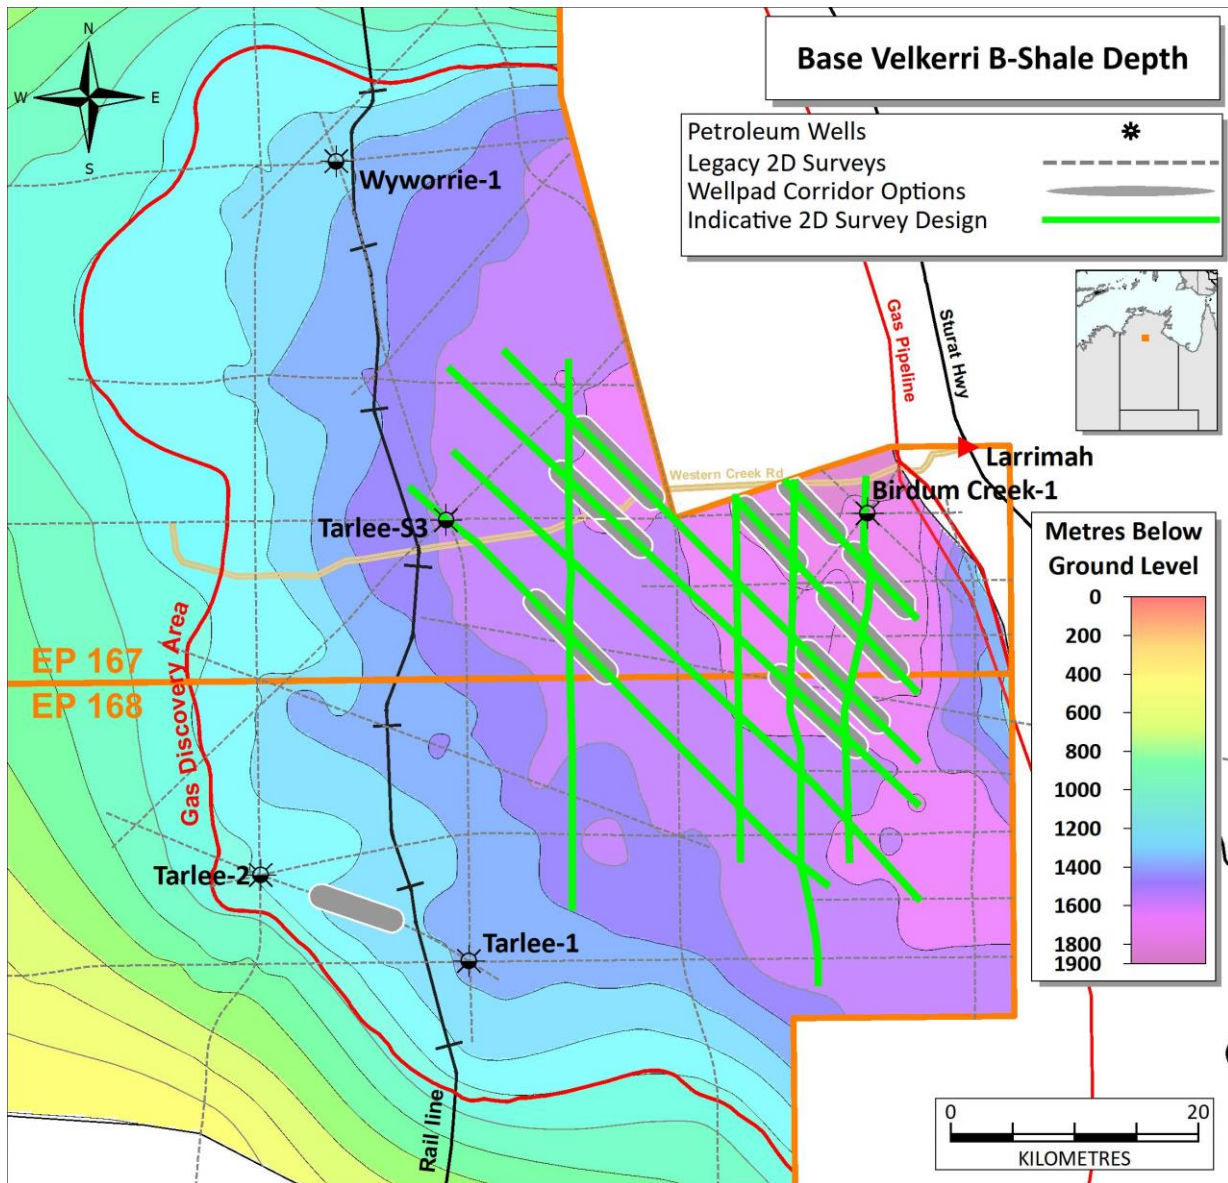 Base Velkerri B-Shale Depth
N
W
E
S
Petroleum Wells
Legacy 2D Surveys
Wellpad Corridor Options
Indicative 2D Survey Design
Wyworrie-1
Gas Pipeline
Sturat Hwy
Larrimah
Western Creek Rd
Birdum Creek-1
Tarlee-S3
Metres Below
Ground Level
0
200
400
600
800
1000
1200
1400
1600
1800
1900
EP 167
EP 168
Gas Discovery Area
Tarlee-2
Tarlee-1
Rail line
0
20
KILOMETRES